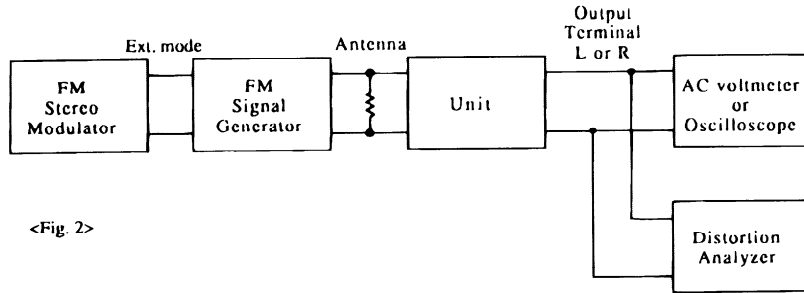 Output
Terminal
L or R
Ext. mode
Antenna
FM
Stereo
Modulator
FM
Signal
Generator
Unit
AC voltmeter
or
Oscilloscope
<Fig. 2>
Distortion
Analyzer